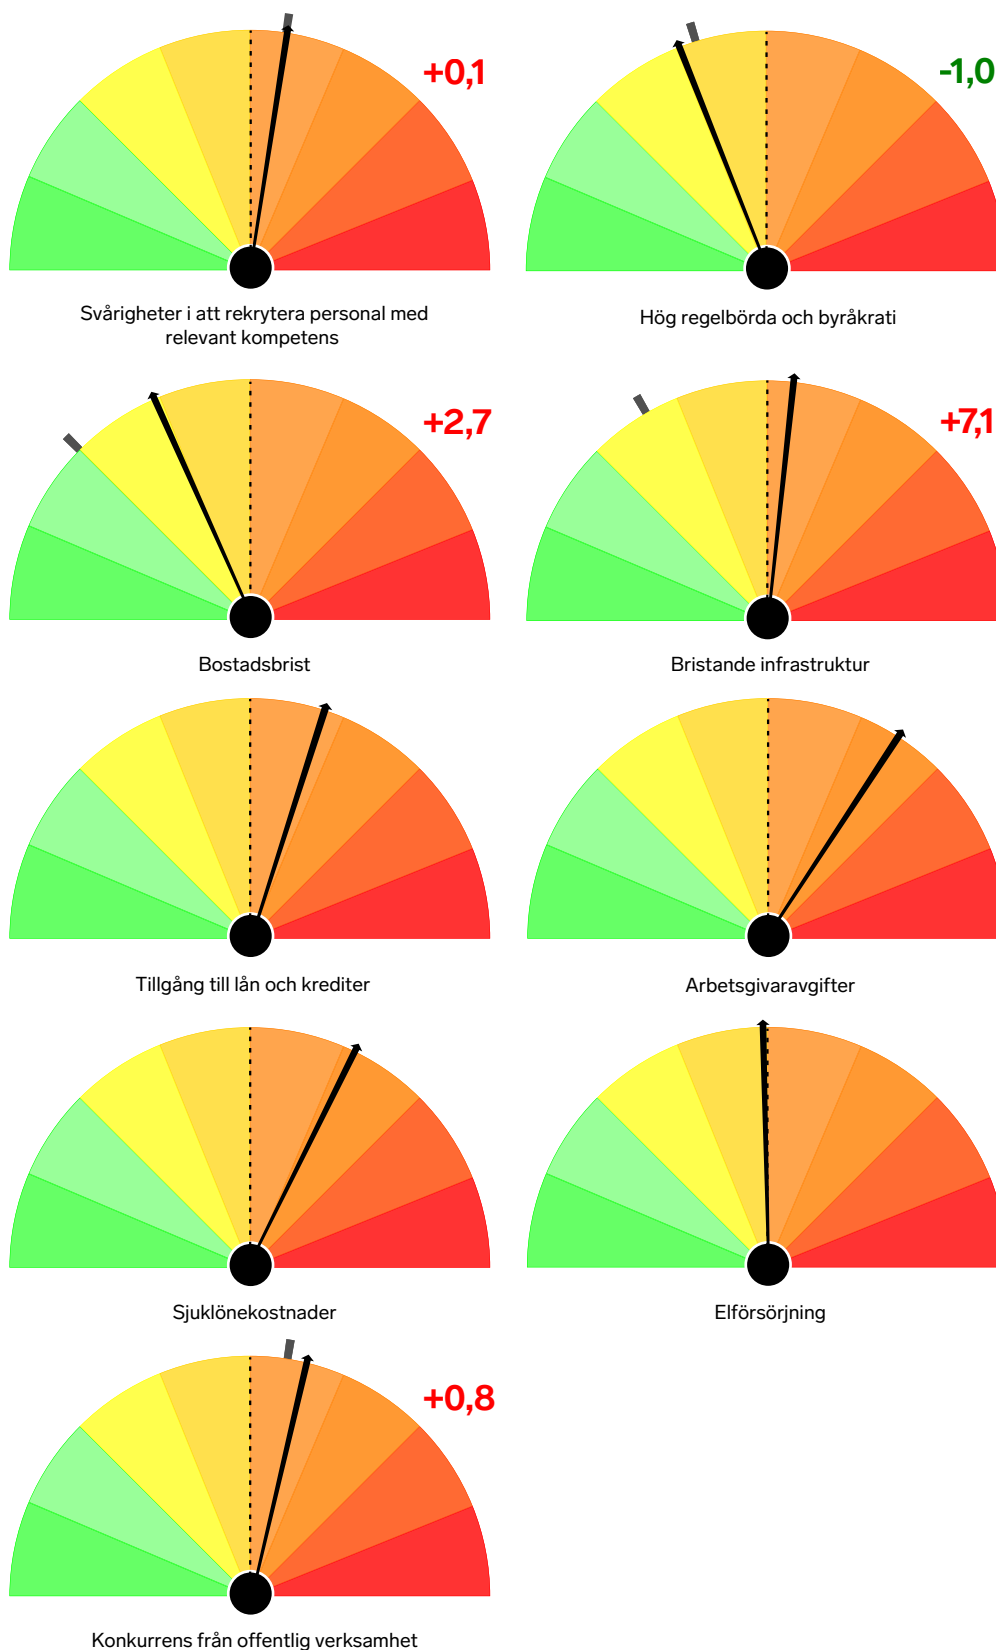 +0,1
-1,0
Svårigheter i att rekrytera personal med
relevant kompetens
Hög regelbörda och byråkrati
+2,7
+7,1
Bostadsbrist
Bristande infrastruktur
Tillgång till lån och krediter
Arbetsgivaravgifter
Sjuklönekostnader
Elförsörjning
+0,8
Konkurrens från offentlig verksamhet